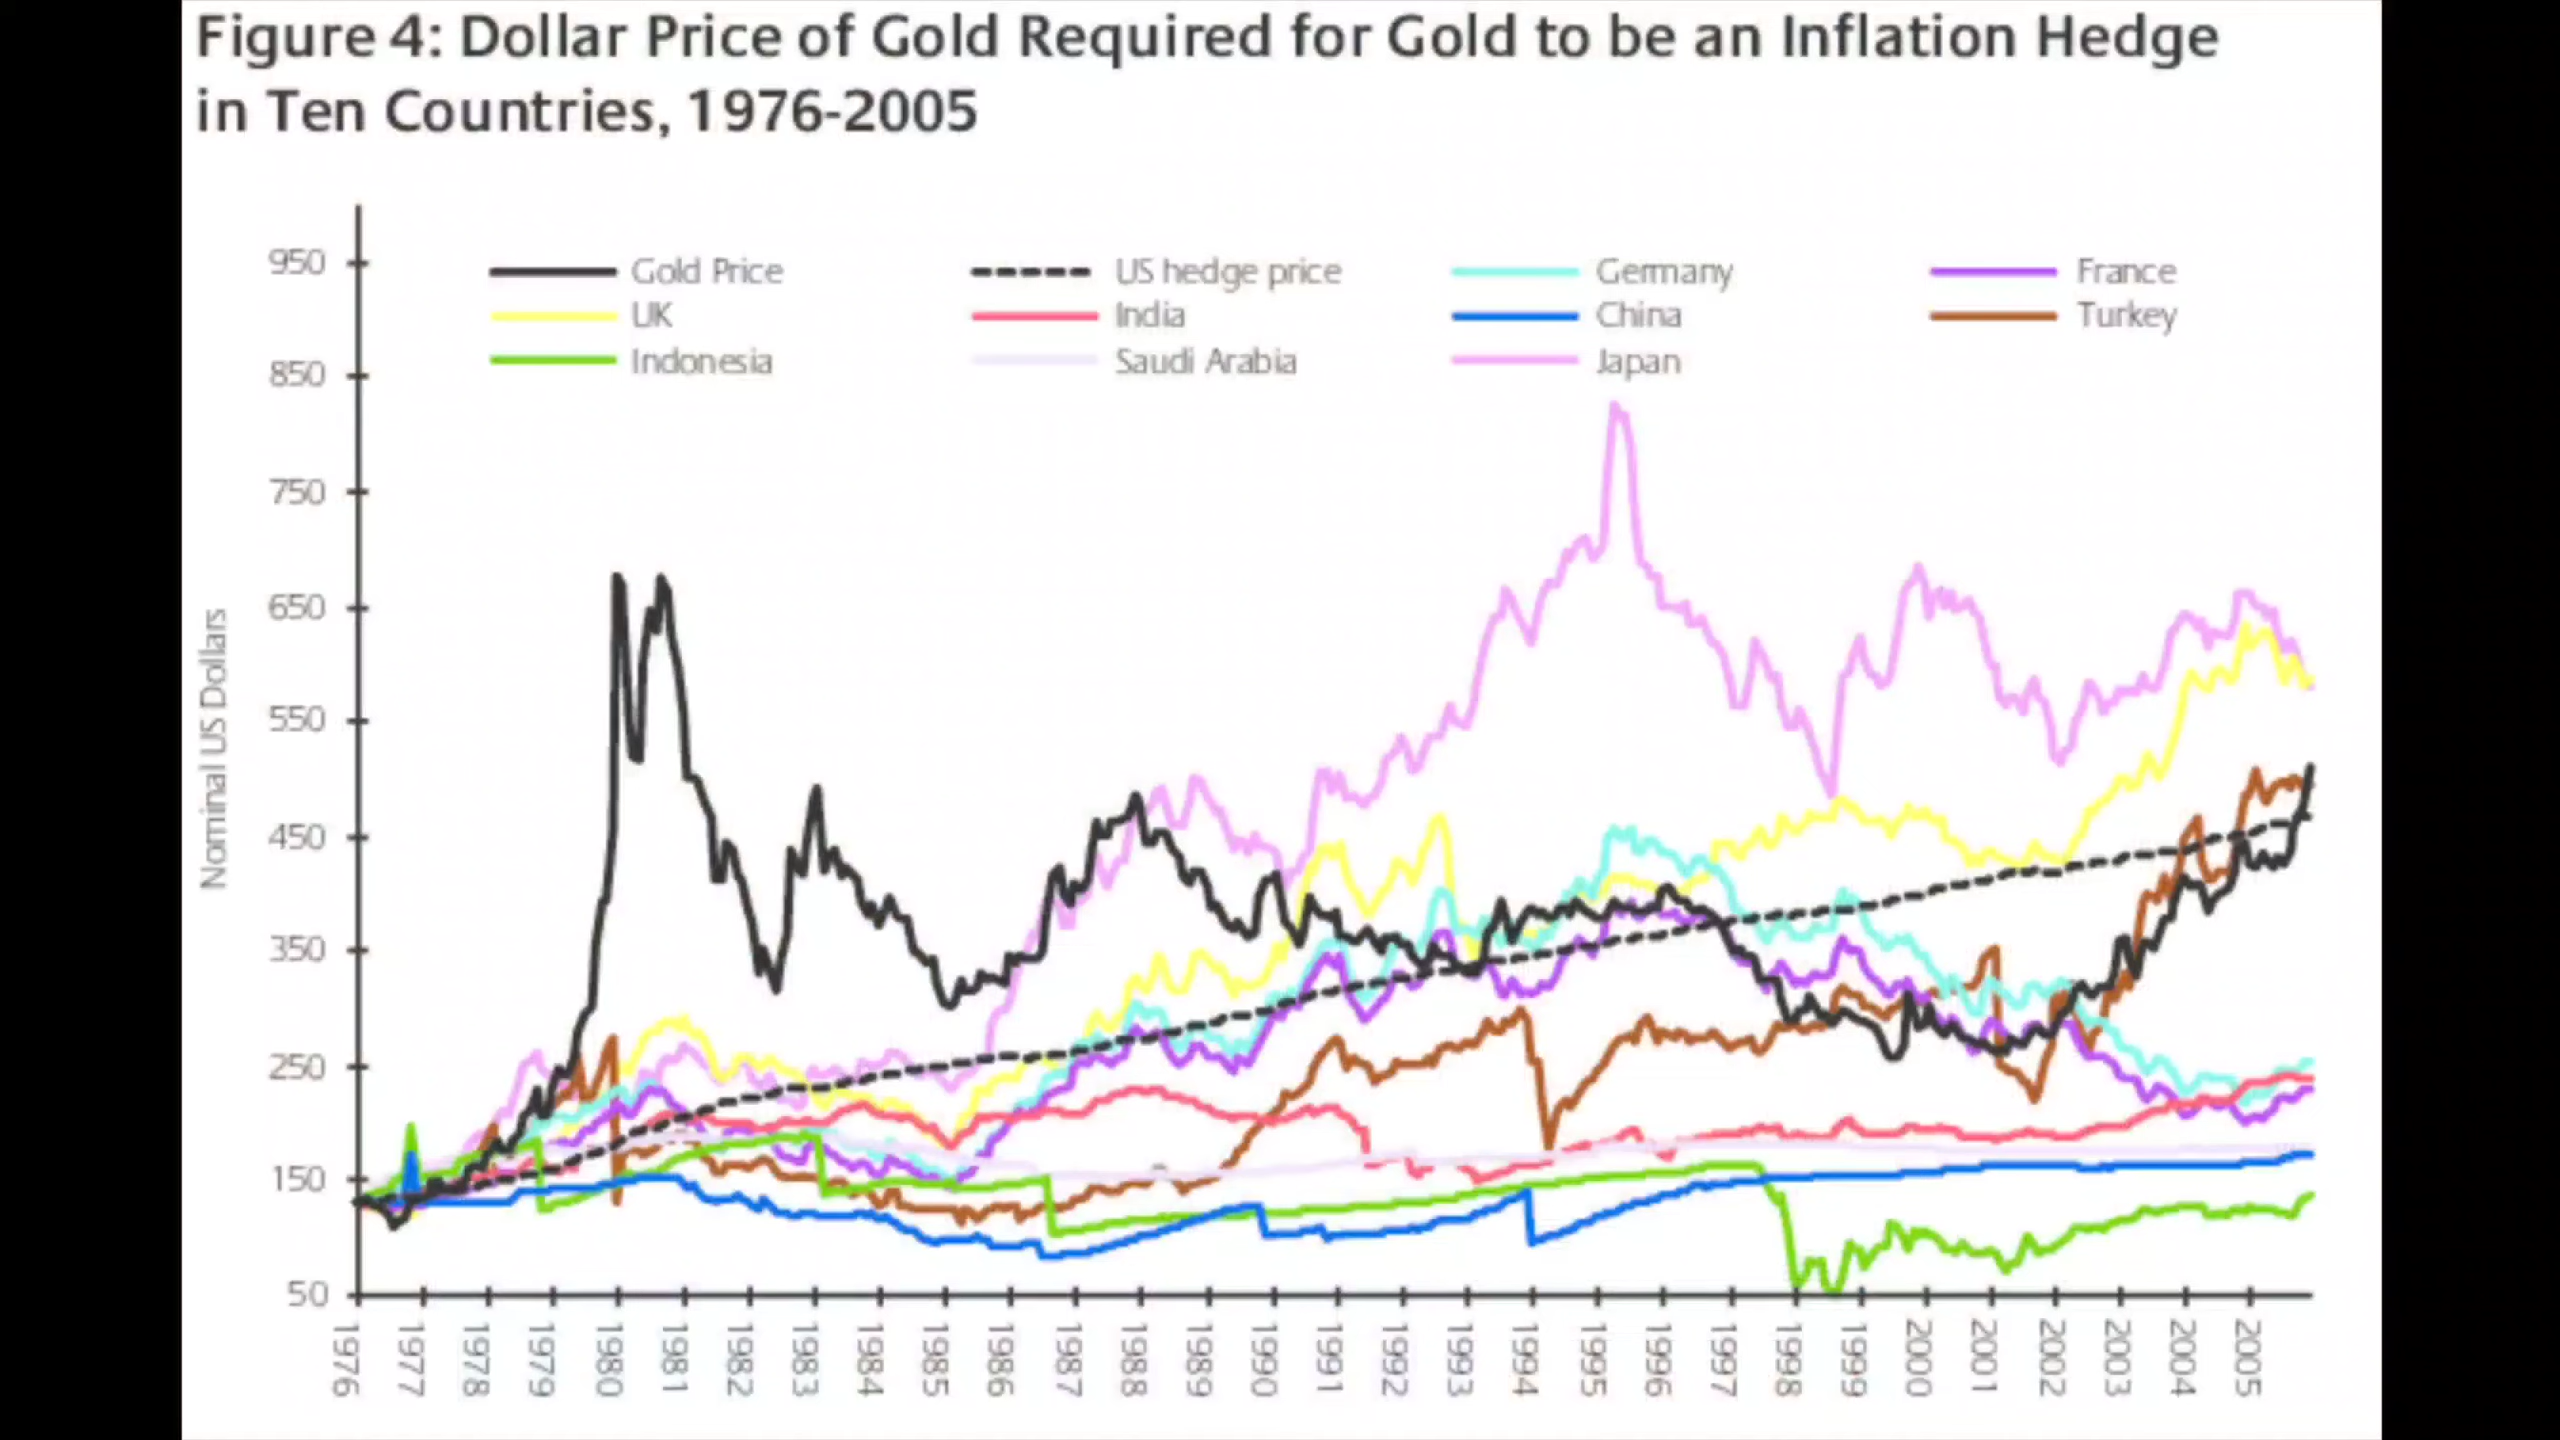 Figure 4: Dollar Price of Gold Required for Gold to be an Inflation Hedge
in Ten Countries, 1976-2005
Gold Price
US hedge price
Germany
France
UK
India
China
Turkey
Indonesia
Saudi Arabia
Japan
Nominal US Dollars
950
850
750
650
550
450
350
250
150
50
1976
1977
1978
1979
1980
1981
1982
1983
1984
1985
1986
1987
1988
1989
1990
1991
1992
1993
1994
1995
1996
1997
1998
1999
2000
2001
2002
2003
2004
2005